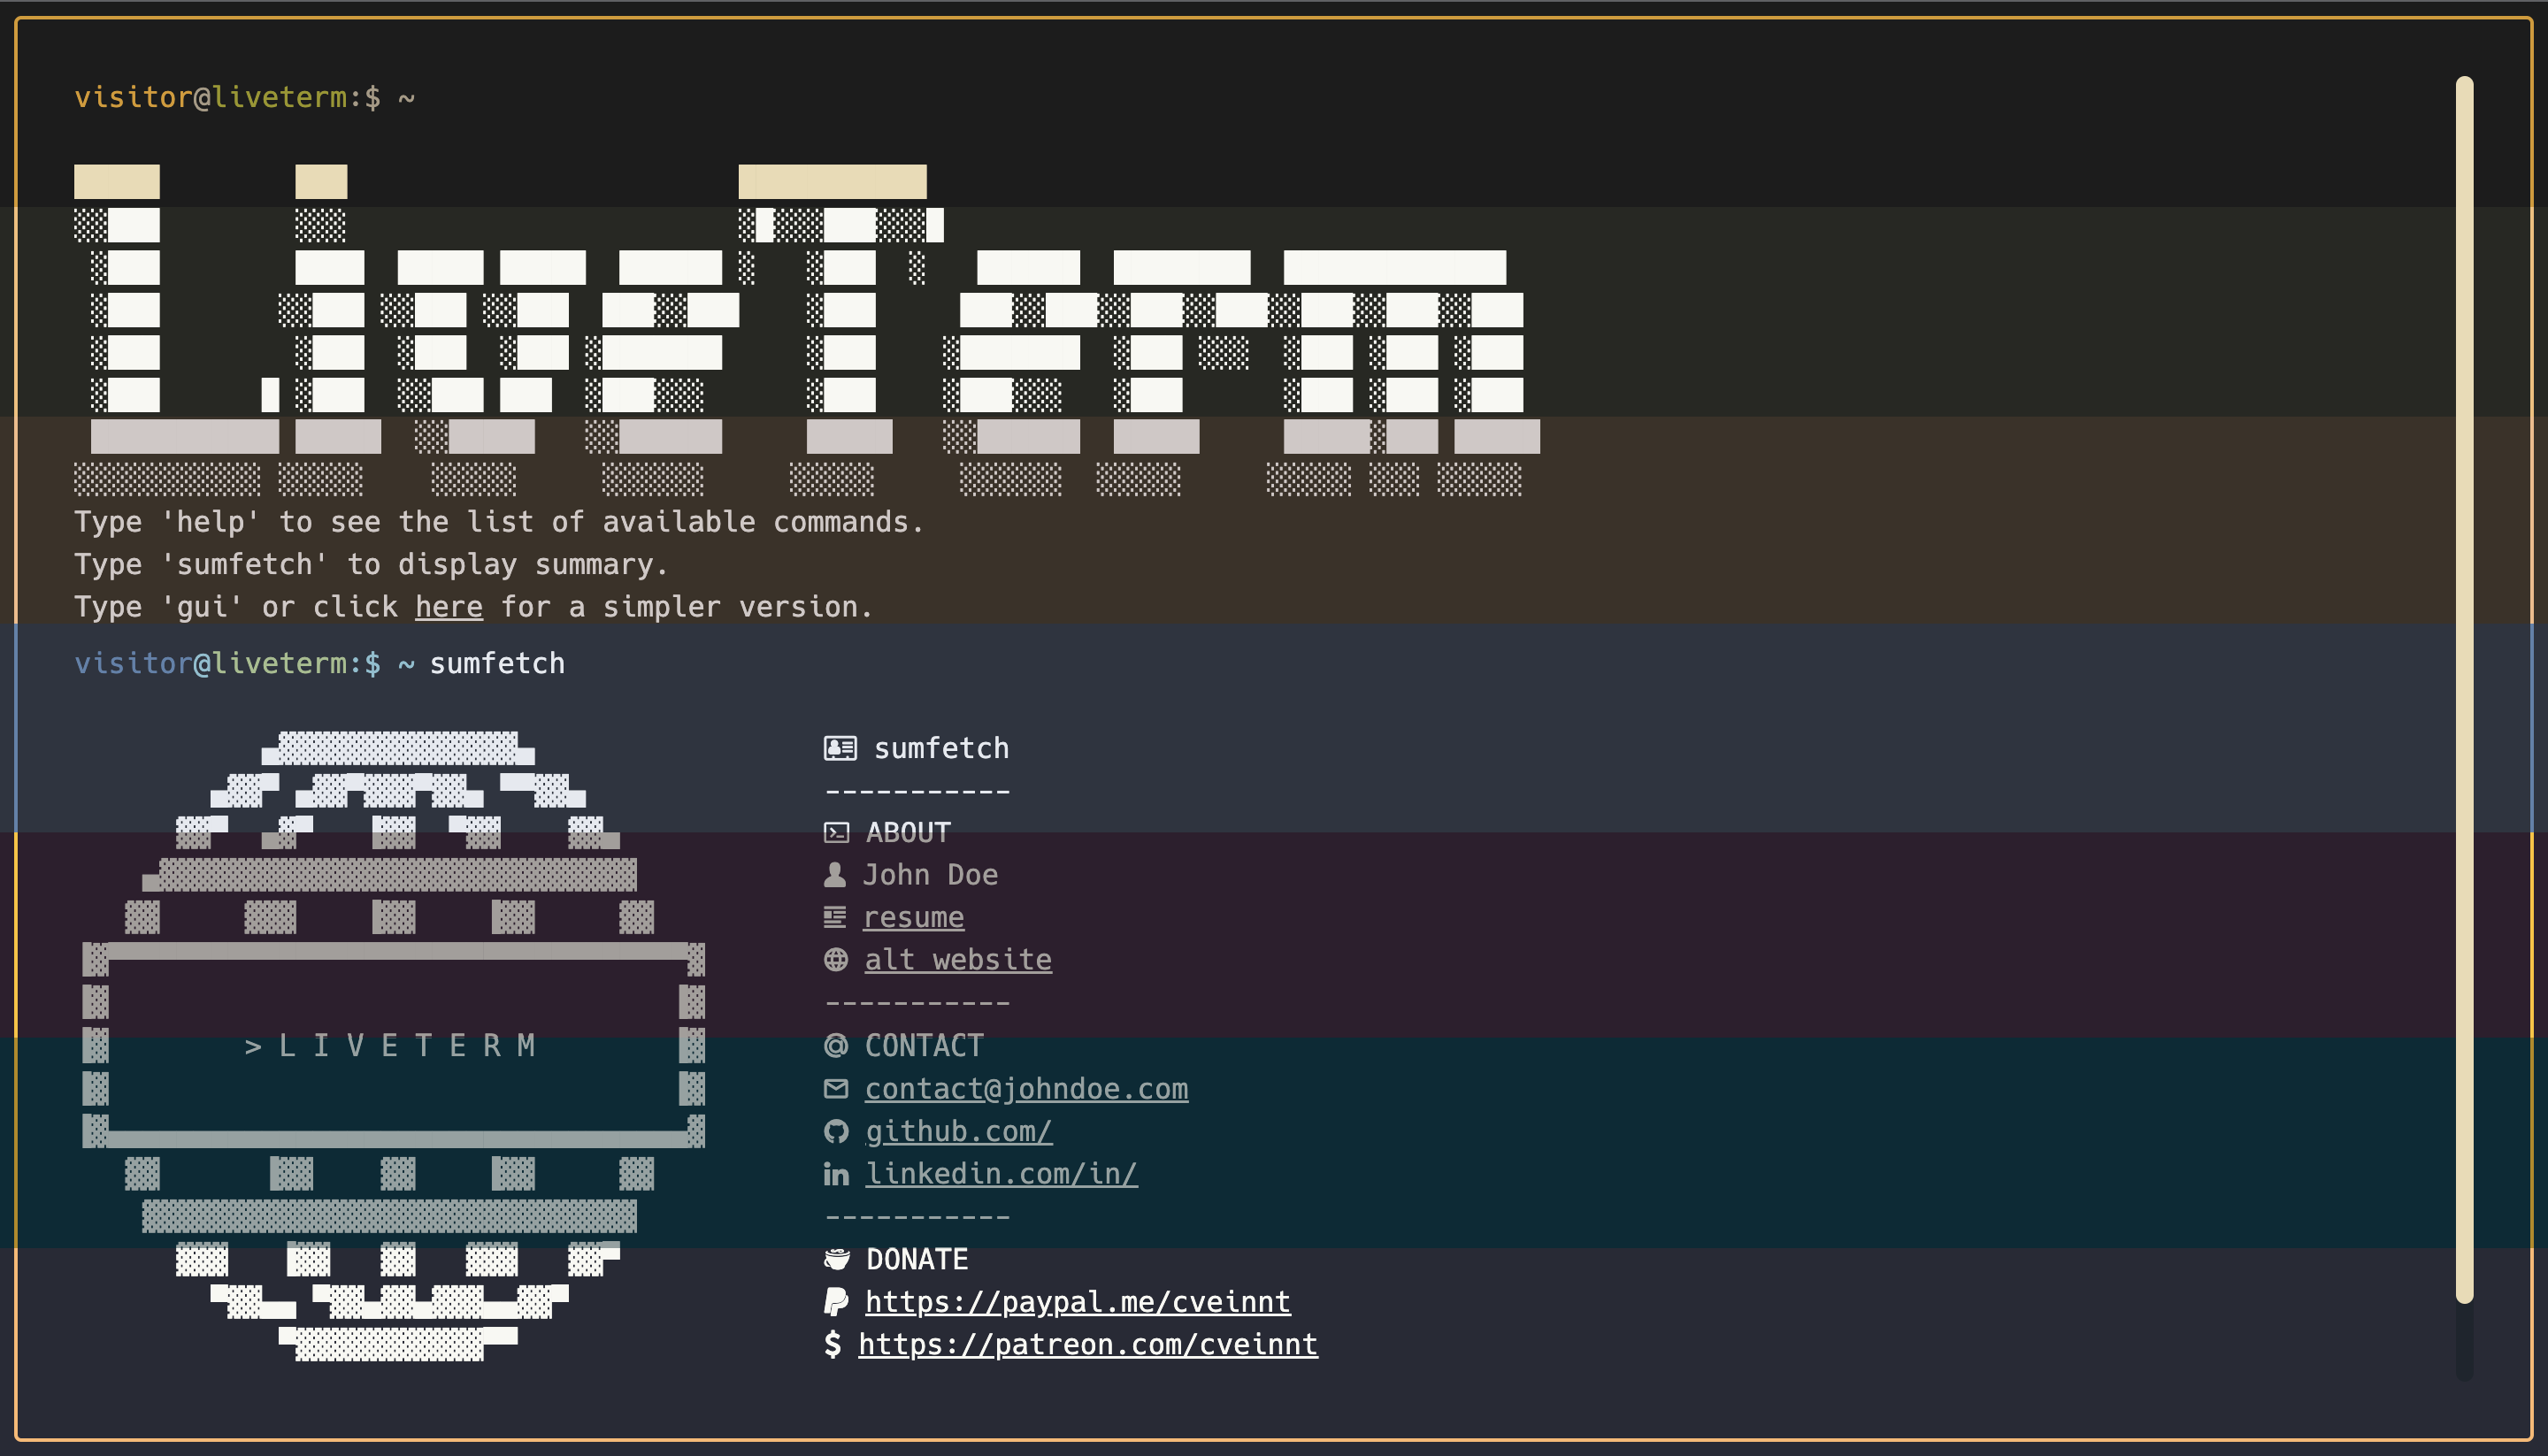 visitor@liveterm:$ ~
LiveTerm
Type 'help' to see the list of available commands.
Type 'sumfetch' to display summary.
Type 'gui' or click here for a simpler version.
visitor@liveterm:$ ~ sumfetch
sumfetch
-----------
ABOUT
John Doe
resume
alt website
-----------
>LIVETERM
CONTACT
contact@johndoe.com
github.com/
linkedin.com/in/
-----------
DONATE
https://paypal.me/cveinnt
$ https://patreon.com/cveinnt